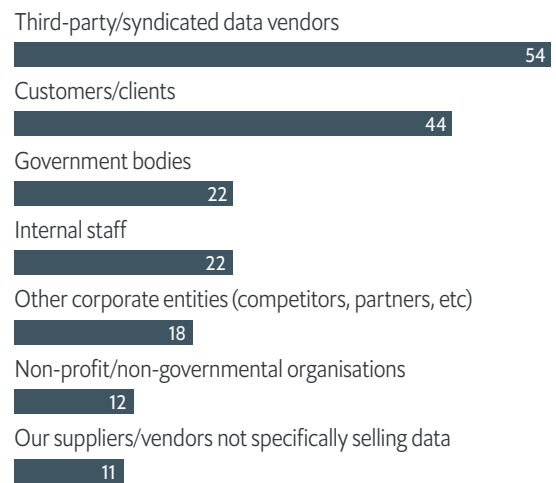 Third-party/syndicated data vendors
54
Customers/clients
44
Government bodies
22
Internal staff
22
Other corporate entities (competitors, partners, etc)
18
Non-profit/non-governmental organisations
12
Our suppliers/vendors not specifically selling data
11